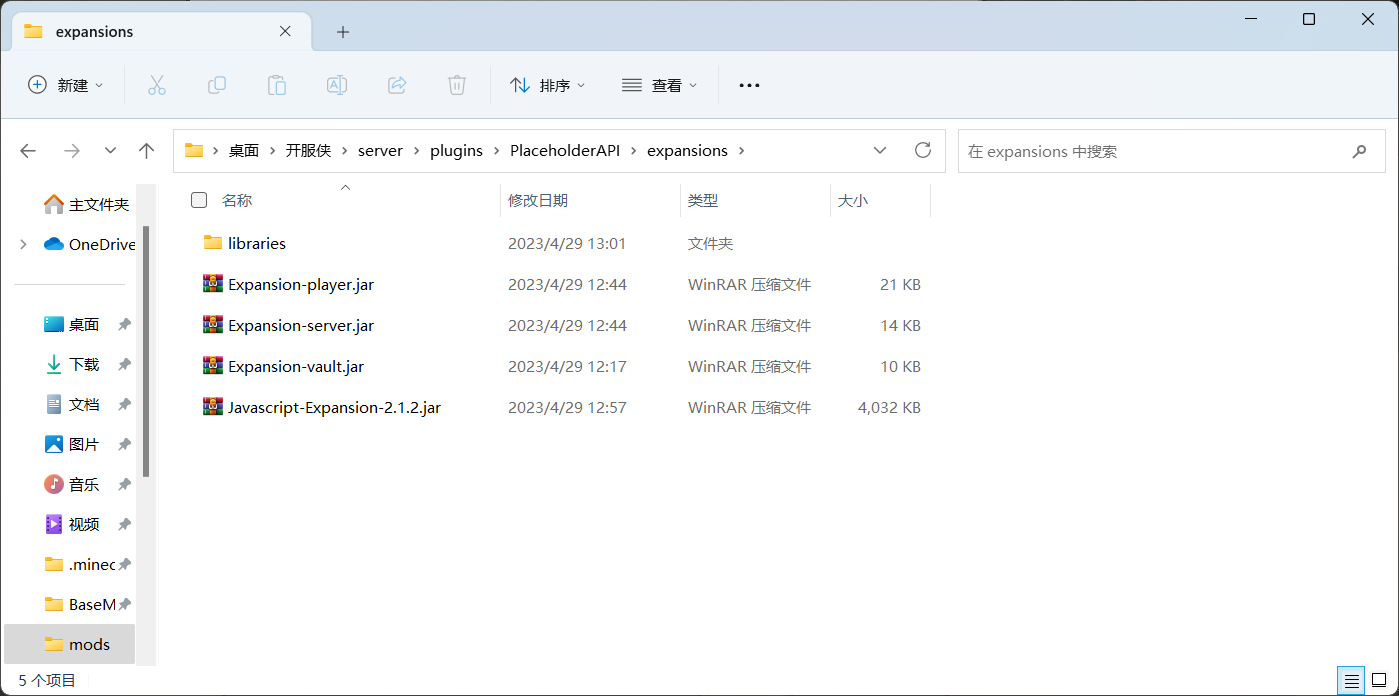 expansions
新建
排序
查看
桌面 开服侠 server plugins PlaceholderAPI expansions
在 expansions 中搜索
主文件夹
OneDrive
桌面
下载
文档
图片
音乐
视频
.minec
BaseM
mods
名称 修改日期 类型 大小
libraries 2023/4/29 13:01 文件夹
Expansion-player.jar 2023/4/29 12:44 WinRAR 压缩文件 21 KB
Expansion-server.jar 2023/4/29 12:44 WinRAR 压缩文件 14 KB
Expansion-vault.jar 2023/4/29 12:17 WinRAR 压缩文件 10 KB
Javascript-Expansion-2.1.2.jar 2023/4/29 12:57 WinRAR 压缩文件 4,032 KB
5 个项目